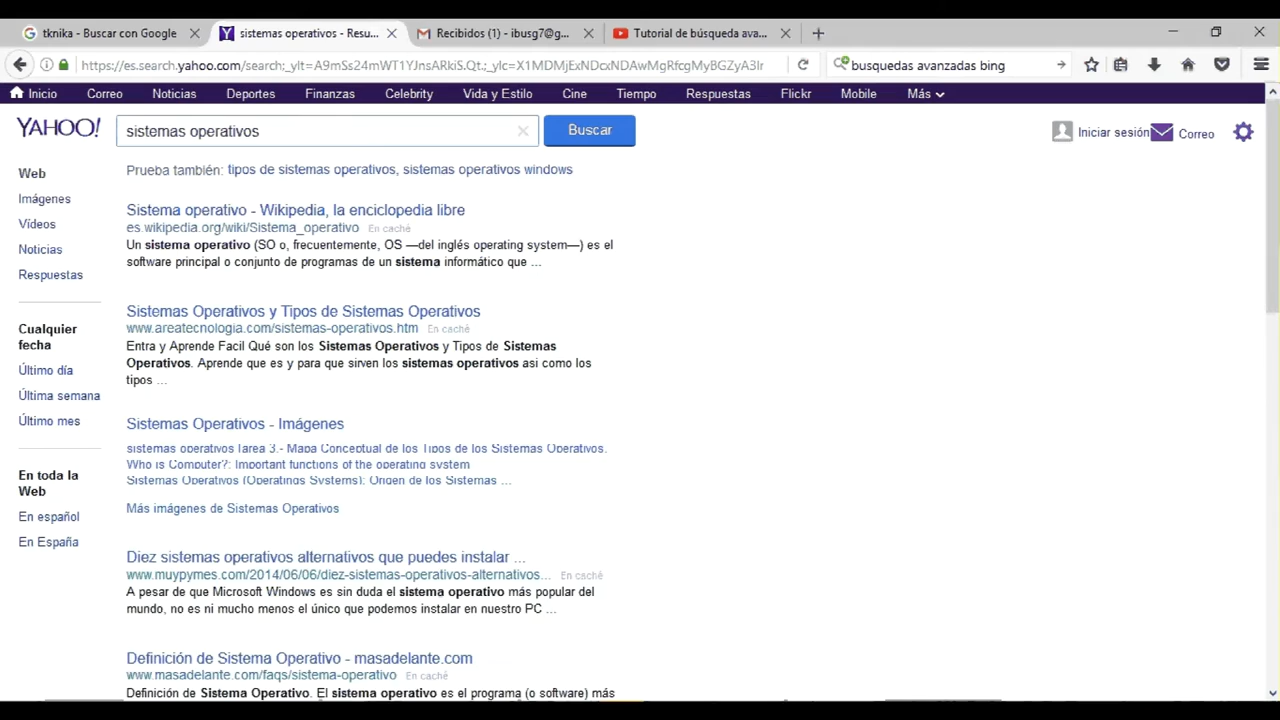 tknika - Buscar con Google
sistemas operativos - Resu...
Recibidos (1) - ibusg7@g...
Tutorial de búsqueda ava...
https://es.search.yahoo.com/search;_ylt=A9mSs24mWT1YJnsARkiS.Qt.;_ylc=X1MDMjExNDcxNDAwMgRfcgMyBGZyA3Ir
busquedas avanzadas bing
Inicio Correo Noticias Deportes Finanzas Celebrity Vida y Estilo Cine Tiempo Respuestas Flickr Mobile Más
YAHOO!
sistemas operativos
Buscar
Iniciar sesión
Correo
Web
Imágenes
Vídeos
Noticias
Respuestas
Cualquier
fecha
Último día
Última semana
Último mes
En toda la
Web
En español
En España
Prueba también: tipos de sistemas operativos, sistemas operativos windows
Sistema operativo - Wikipedia, la enciclopedia libre
es.wikipedia.org/wiki/Sistema_operativo En caché
Un sistema operativo (SO o, frecuentemente, OS —del inglés operating system—) es el
software principal o conjunto de programas de un sistema informático que ...
Sistemas Operativos y Tipos de Sistemas Operativos
www.areatecnologia.com/sistemas-operativos.htm En caché
Entra y Aprende Facil Qué son los Sistemas Operativos y Tipos de Sistemas
Operativos. Aprende que es y para que sirven los sistemas operativos asi como los
tipos ...
Sistemas Operativos - Imágenes
sistemas operativos Tarea 3.- Mapa Conceptual de los Tipos de los Sistemas Operativos.
Who is Computer?: Important functions of the operating system
Sistemas Operativos (Operatings Systems): Origen de los Sistemas ...
Más imágenes de Sistemas Operativos
Diez sistemas operativos alternativos que puedes instalar ...
www.muypymes.com/2014/06/06/diez-sistemas-operativos-alternativos... En caché
A pesar de que Microsoft Windows es sin duda el sistema operativo más popular del
mundo, no es ni mucho menos el único que podemos instalar en nuestro PC ...
Definición de Sistema Operativo - masadelante.com
www.masadelante.com/faqs/sistema-operativo En caché
Definición de Sistema Operativo. El sistema operativo es el programa (o software) más